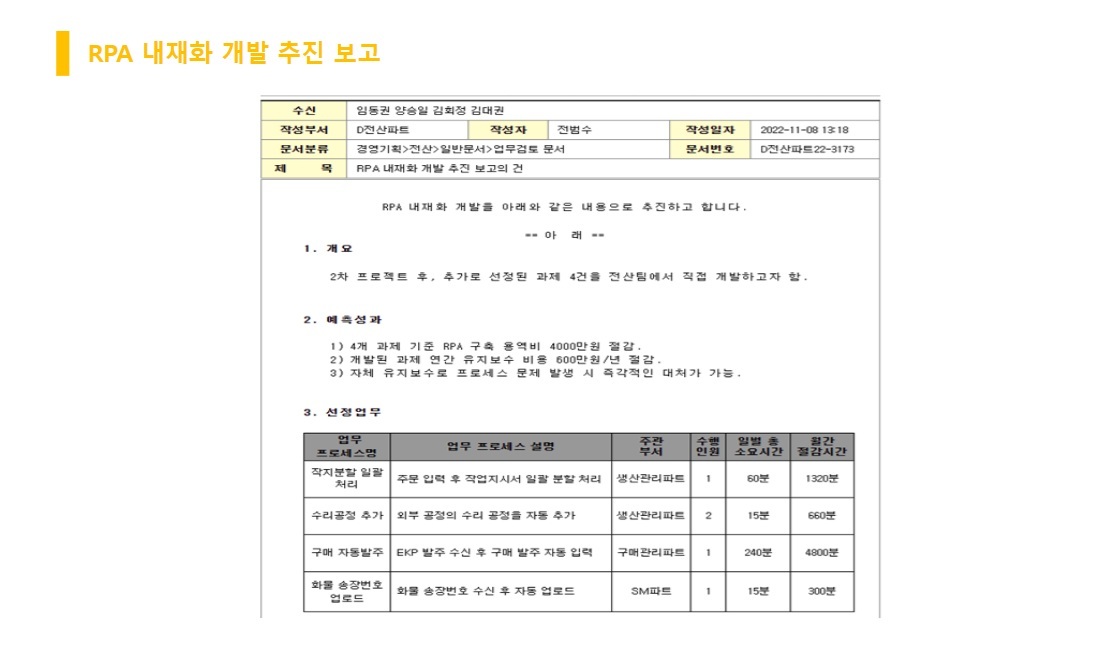 RPA 내재화 개발 추진 보고
수신 임동권 양승일 김희정 김대권
작성부서 D전산파트 작성자 전범수 작성일자 2022-11-08 13:18
문서분류 경영기획>전산>일반문서>업무검토 문서 문서번호 D전산파트22-3173
제 목 RPA 내재화 개발 추진 보고의 건
RPA 내재화 개발을 아래와 같은 내용으로 추진하고 합니다.
== 아 래 ==
1. 개요
2차 프로젝트 후, 추가로 선정된 과제 4건을 전산팀에서 직접 개발하고자 함.
2. 예측성과
1) 4개 과제 기준 RPA 구축 용역비 4000만원 절감.
2) 개발된 과제 연간 유지보수 비용 600만원/년 절감.
3) 자체 유지보수로 프로세스 문제 발생 시 즉각적인 대처가 가능.
3. 선정업무
업무 프로세스명 업무 프로세스 설명 주관 부서 수행 인원 일별 총 소요시간 월간 절감시간
작지분할 일괄 처리 주문 입력 후 작업지시서 일괄 분할 처리 생산관리파트 1 60분 1320분
수리공정 추가 외부 공정의 수리 공정을 자동 추가 생산관리파트 2 15분 660분
구매 자동발주 EKP 발주 수신 후 구매 발주 자동 입력 구매관리파트 1 240분 4800분
화물 송장번호 업로드 화물 송장번호 수신 후 자동 업로드 SM파트 1 15분 300분